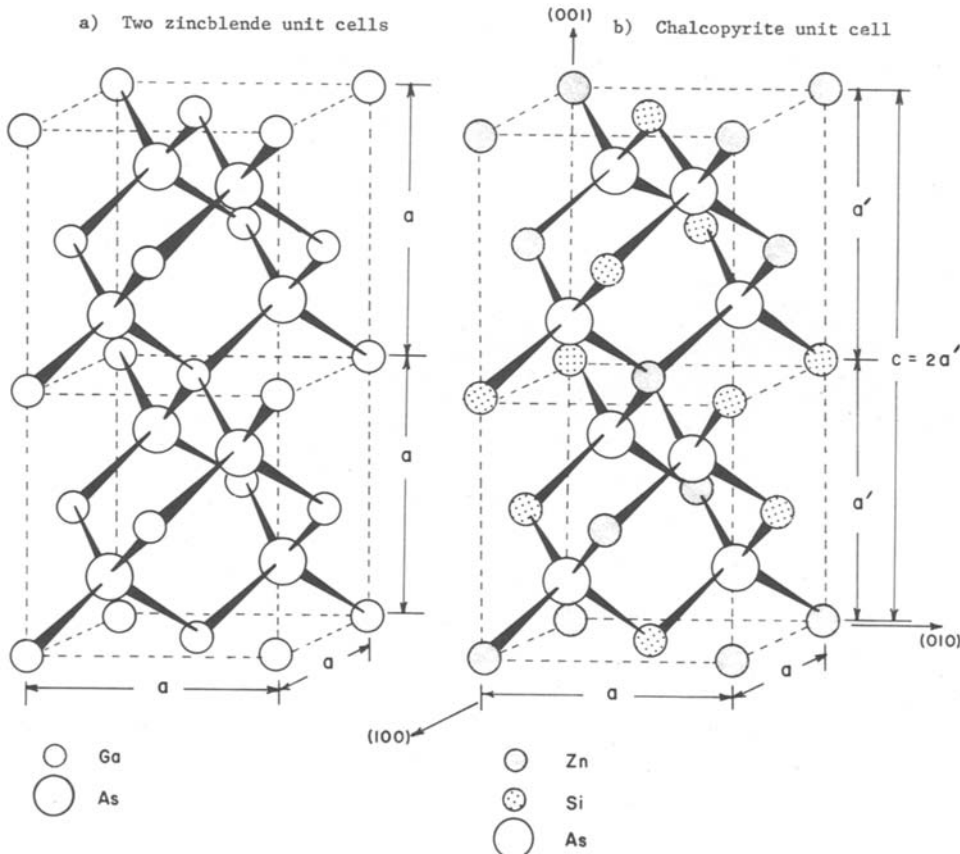 a) Two zincblende unit cells
(001)
b) Chalcopyrite unit cell
a
a
a
a
Ga
As
a′
c = 2a′
a′
(010)
a
a
(100)
Zn
Si
As